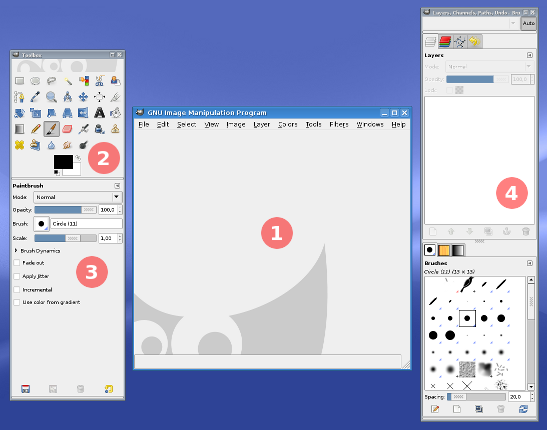 Toolbox
2
Paintbrush
Mode: Normal
Opacity: 100,0
Brush: Circle (11)
Scale: 1,00
Brush Dynamics
Fade out
3
Apply Jitter
Incremental
Use color from gradient
GNU Image Manipulation Program
File Edit Select View Image Layer Colors Tools Filters Windows Help
1
Layers, Channels, Paths, Undo
Auto
Layers
Mode: Normal
Opacity: 100,0
4
Brushes
Circle (11) (13 × 13)
Spacing: 20,0